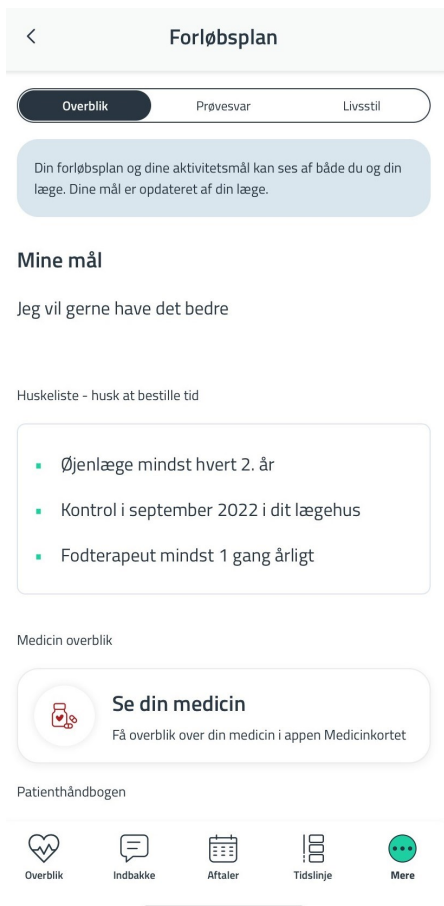 Forløbsplan
Overblik Prøvesvar Livsstil
Din forløbsplan og dine aktivitetsmål kan ses af både du og din
læge. Dine mål er opdateret af din læge.
Mine mål
Jeg vil gerne have det bedre
Huskeliste - husk at bestille tid
Øjenlæge mindst hvert 2. år
Kontrol i september 2022 i dit lægehus
Fodterapeut mindst 1 gang årligt
Medicin overblik
Se din medicin
Få overblik over din medicin i appen Medicinkortet
Patienthåndbogen
Overblik Indbakke Aftaler Tidslinje Mere